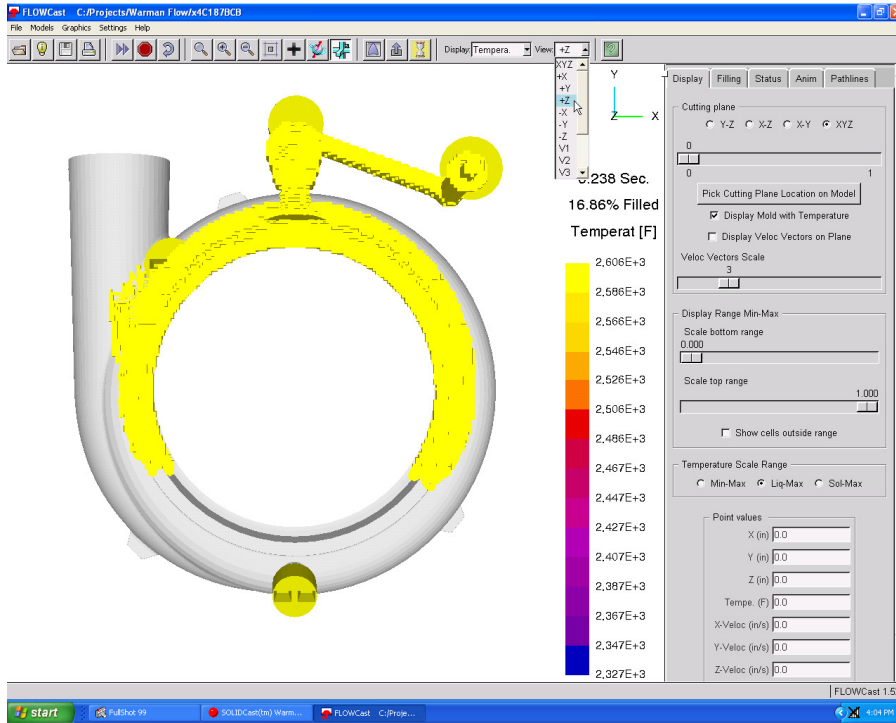 FLOWCast C:/Projects/Warman Flow/x4C187BCB
File Models Graphics Settings Help
Display: Tempera. View: +Z
XYZ
+X
+Y
+Z
-X
-Y
-Z
V1
V2
V3
Y
Z X
0.238 Sec.
16.86% Filled
Temperat [F]
2,606E+3
2,586E+3
2,566E+3
2,546E+3
2,526E+3
2,506E+3
2,486E+3
2,467E+3
2,447E+3
2,427E+3
2,407E+3
2,387E+3
2,367E+3
2,347E+3
2,327E+3
Display Filling Status Anim Pathlines
Cutting plane
Y-Z X-Z X-Y XYZ
0
0 1
Pick Cutting Plane Location on Model
Display Mold with Temperature
Display Veloc Vectors on Plane
Veloc Vectors Scale
3
Display Range Min-Max
Scale bottom range
0.000
Scale top range
1.000
Show cells outside range
Temperature Scale Range
Min-Max Liq-Max Sol-Max
Point values
X (in) 0.0
Y (in) 0.0
Z (in) 0.0
Tempe. (F) 0.0
X-Veloc (in/s) 0.0
Y-Veloc (in/s) 0.0
Z-Veloc (in/s) 0.0
FLOWCast 1.5
start FullShot 99 SOLIDCast(tm) Warm... FLOWCast C:/Proje... 4:04 PM